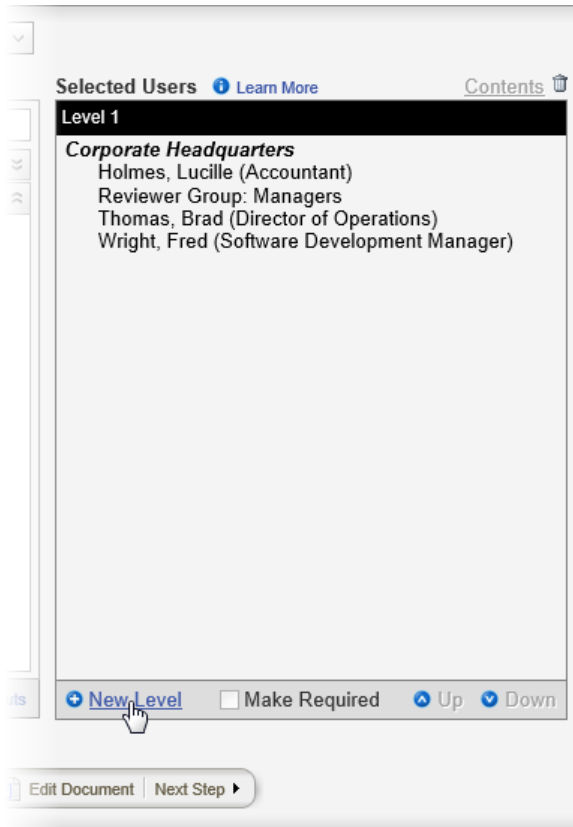 Selected Users Learn More Contents
Level 1
Corporate Headquarters
Holmes, Lucille (Accountant)
Reviewer Group: Managers
Thomas, Brad (Director of Operations)
Wright, Fred (Software Development Manager)
New Level Make Required Up Down
Edit Document Next Step